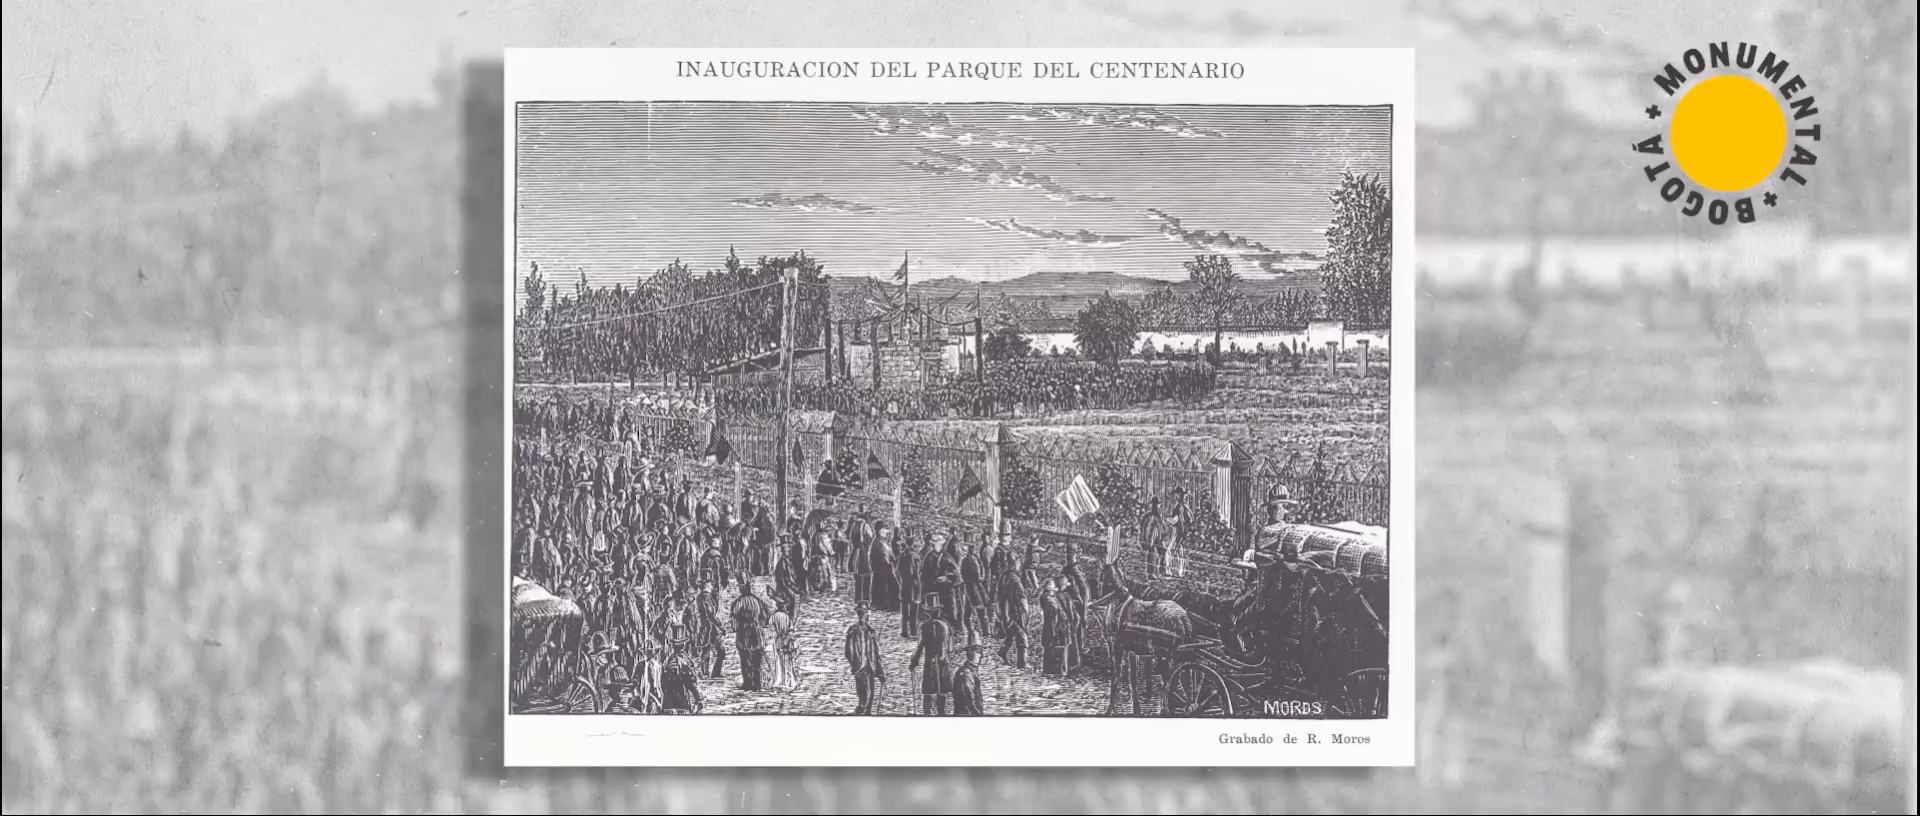 INAUGURACION DEL PARQUE DEL CENTENARIO
+ MONUMENTAL + BOGOTÁ
MOROS
Grabado de R. Moros